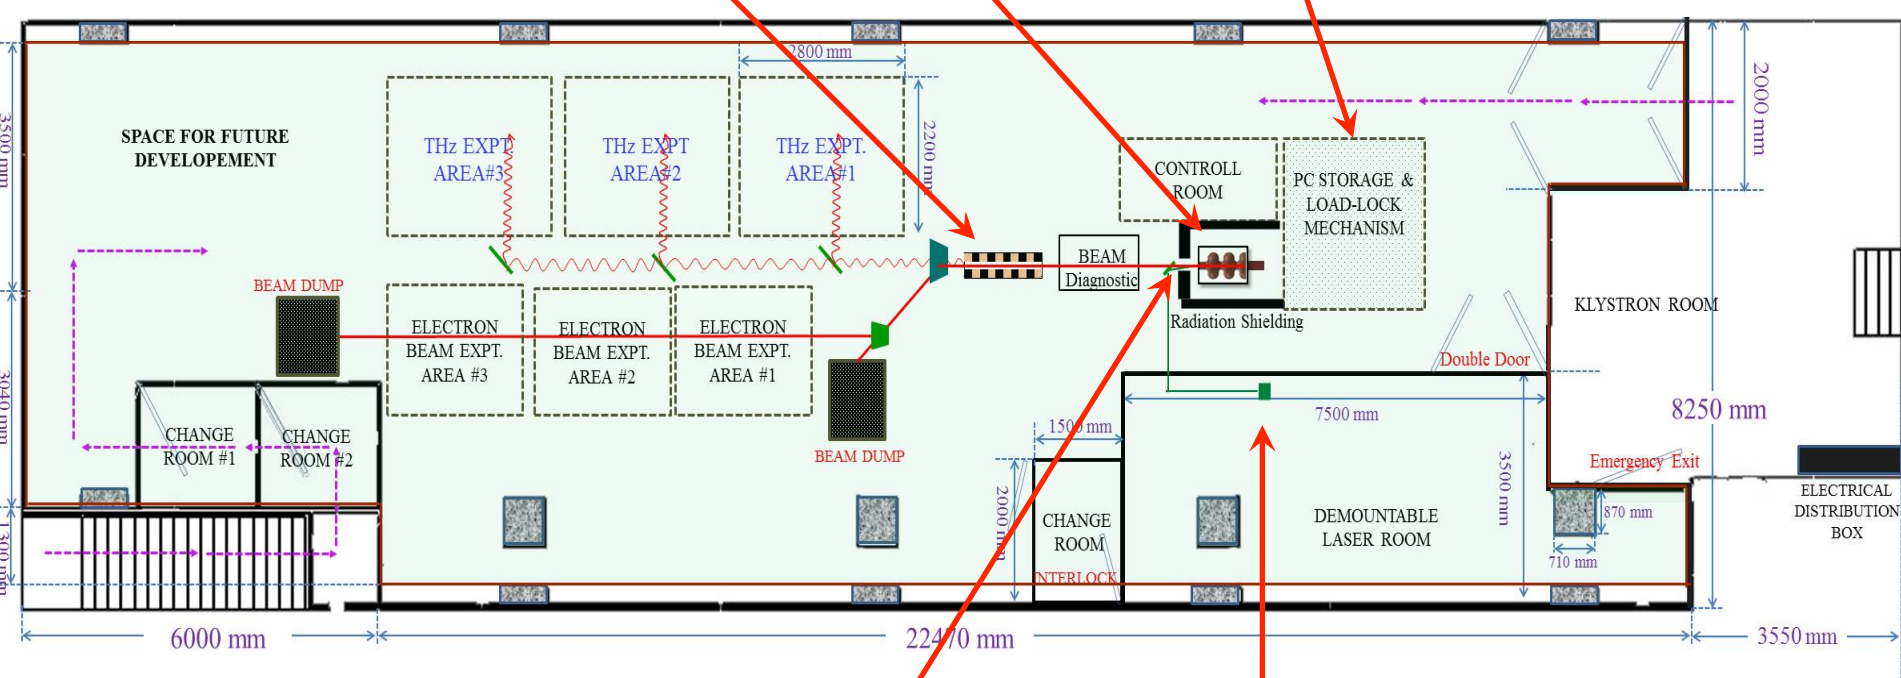 2800 mm
2000 mm
3500 mm
SPACE FOR FUTURE
DEVELOPEMENT
THz EXPT.
AREA#3
THz EXPT
AREA#2
THz EXPT.
AREA#1
2200 mm
CONTROLL
ROOM
PC STORAGE &
LOAD-LOCK
MECHANISM
BEAM
Diagnostic
Radiation Shielding
KLYSTRON ROOM
BEAM DUMP
ELECTRON
BEAM EXPT.
AREA #3
ELECTRON
BEAM EXPT.
AREA #2
ELECTRON
BEAM EXPT.
AREA #1
Double Door
3040 mm
7500 mm
8250 mm
CHANGE
ROOM #1
CHANGE
ROOM #2
1500 mm
BEAM DUMP
3500 mm
Emergency Exit
2000 mm
CHANGE
ROOM
INTERLOCK
DEMOUNTABLE
LASER ROOM
870 mm
710 mm
ELECTRICAL
DISTRIBUTION
BOX
1300 mm
6000 mm
22470 mm
3550 mm